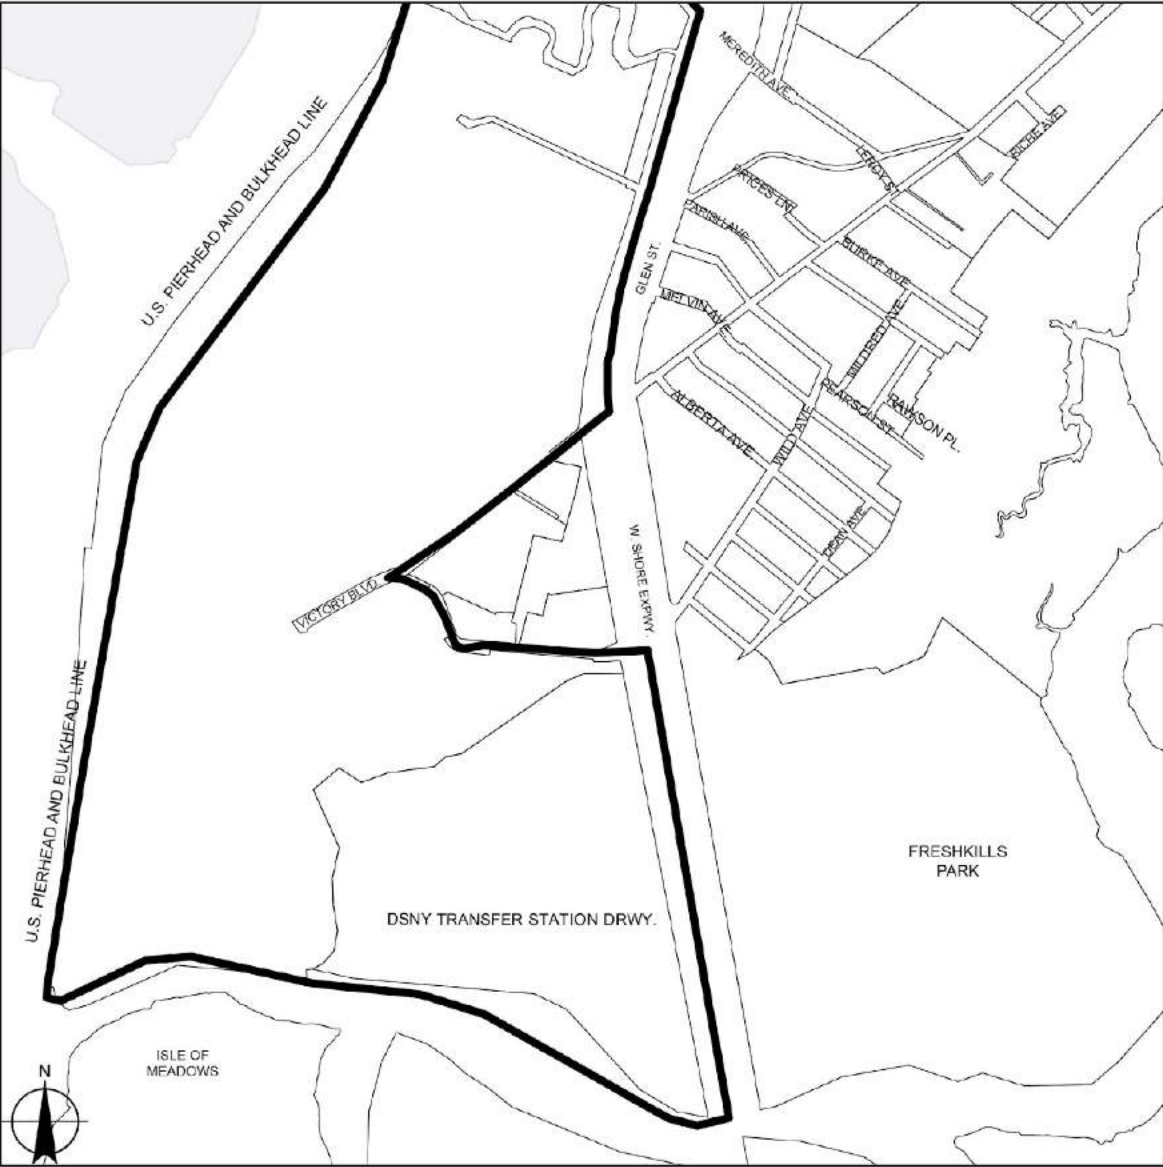 MEREDITH AVE.
BILBE AVE
LEROY ST.
PRICES LN.
PARISH AVE
U.S. PIERHEAD AND BULKHEAD LINE
GLEN ST.
BURKE AVE
MELVIN AVE
MILDRED AVE
PEARSON ST.
RAWSON PL.
ALBERTA AVE
WILD AVE
DEAN AVE
W. SHORE EXPWY.
VICTORY BLVD.
U.S. PIERHEAD AND BULKHEAD LINE
FRESHKILLS
PARK
DSNY TRANSFER STATION DRWY.
ISLE OF
MEADOWS
N